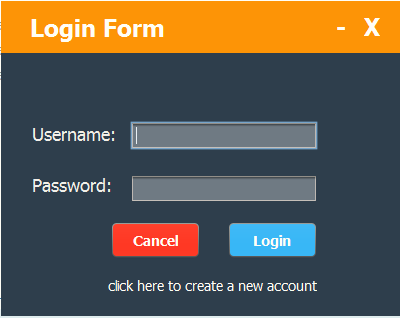 Login Form - X
Username:
Password:
Cancel Login
click here to create a new account